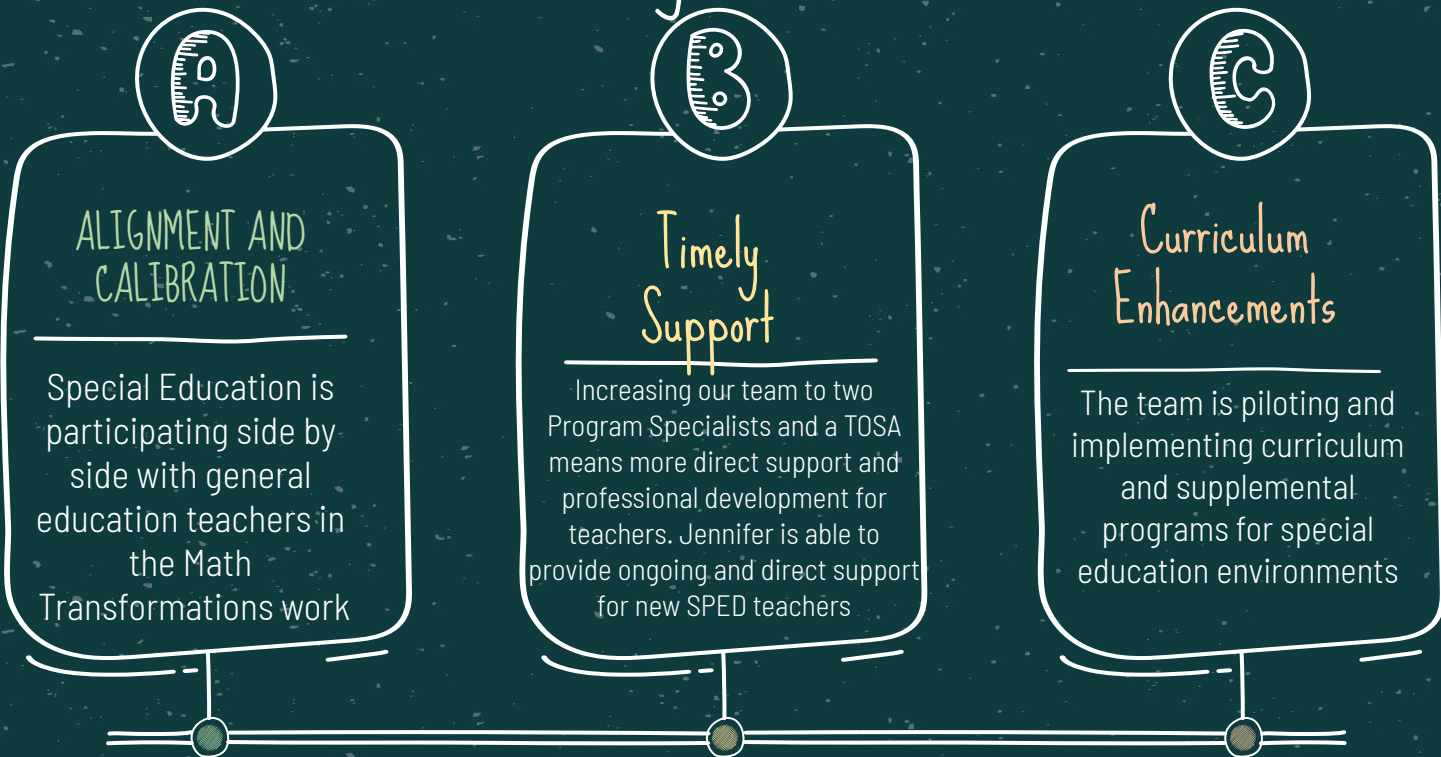 A
ALIGNMENT AND
CALIBRATION
Special Education is
participating side by
side with general
education teachers in
the Math
Transformations work
B
Timely
Support
Increasing our team to two
Program Specialists and a TOSA
means more direct support and
professional development for
teachers. Jennifer is able to
provide ongoing and direct support
for new SPED teachers
C
Curriculum
Enhancements
The team is piloting and
implementing curriculum
and supplemental
programs for special
education environments